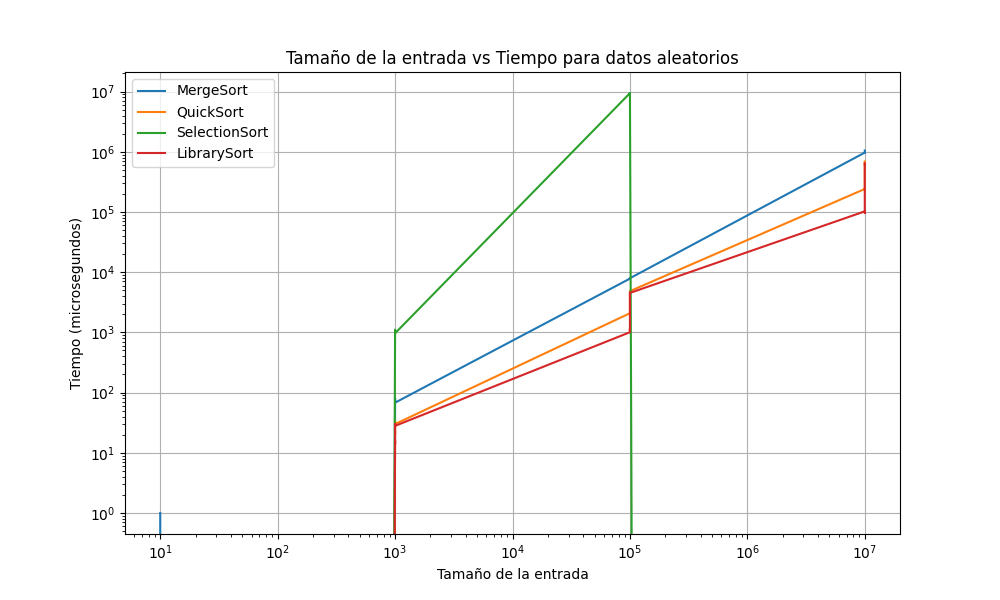 Tamaño de la entrada vs Tiempo para datos aleatorios
MergeSort
QuickSort
SelectionSort
LibrarySort
Tiempo (microsegundos)
10⁷
10⁶
10⁵
10⁴
10³
10²
10¹
10⁰
10¹ 10² 10³ 10⁴ 10⁵ 10⁶ 10⁷
Tamaño de la entrada